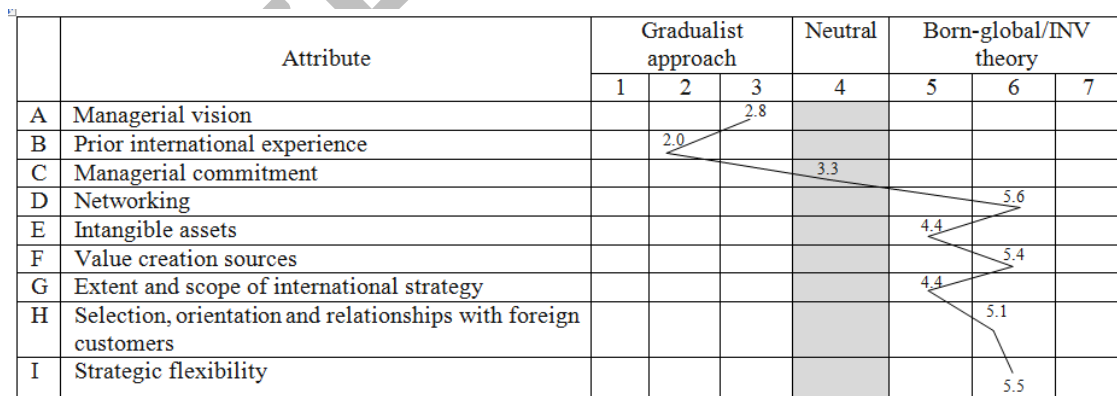 Attribute Gradualist approach Neutral Born-global/INV theory
1 2 3 4 5 6 7
A Managerial vision 2.8
B Prior international experience 2.0
C Managerial commitment 3.3
D Networking 5.6
E Intangible assets 4.4
F Value creation sources 5.4
G Extent and scope of international strategy 4.4
H Selection, orientation and relationships with foreign 5.1
customers
I Strategic flexibility 5.5